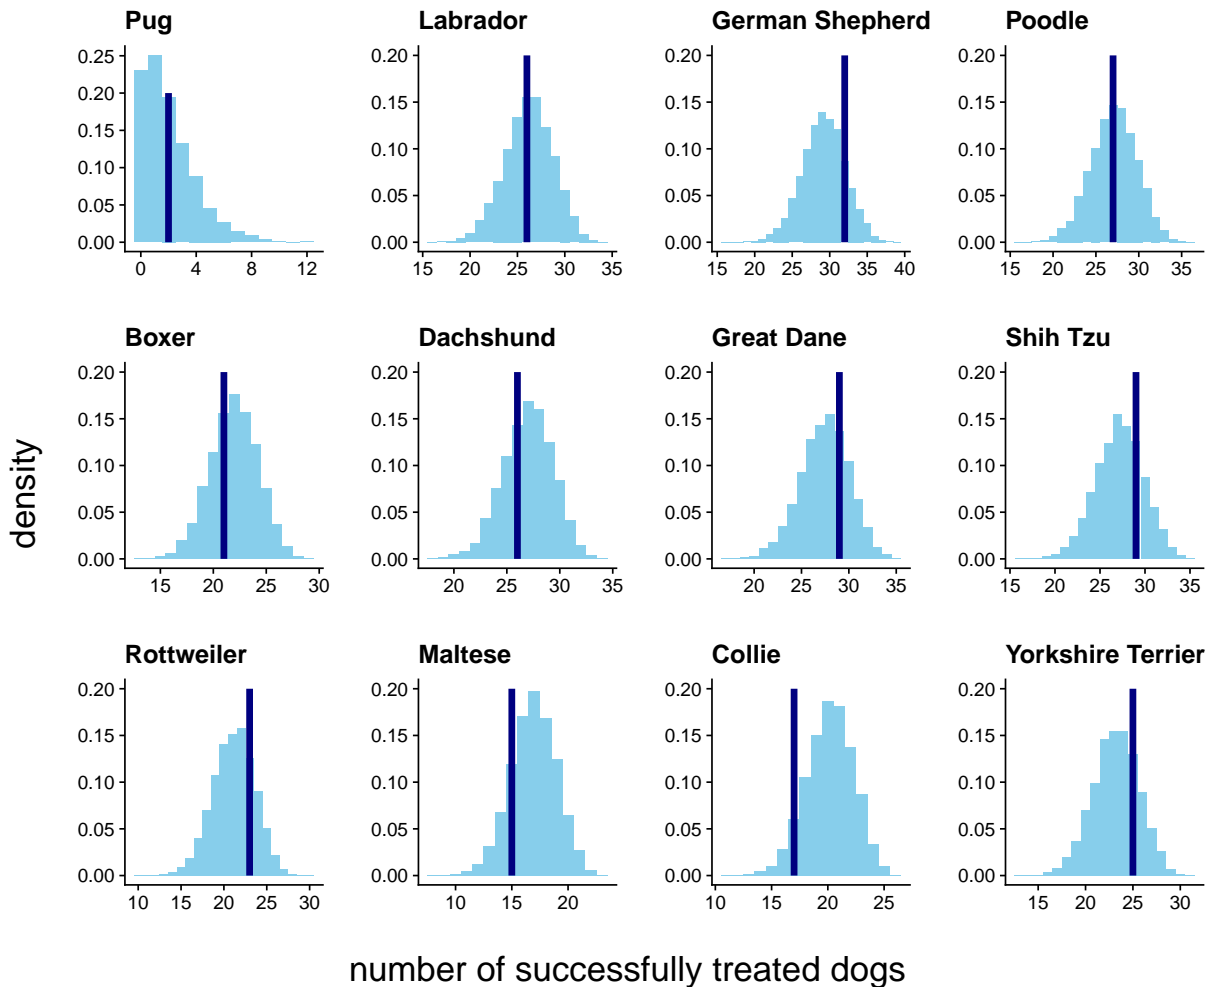 Pug
Labrador
German Shepherd
Poodle
0.25
0.20
0.15
0.10
0.05
0.00
0 4 8 12
0.20
0.15
0.10
0.05
0.00
15 20 25 30 35
0.20
0.15
0.10
0.05
0.00
15 20 25 30 35 40
0.20
0.15
0.10
0.05
0.00
15 20 25 30 35
Boxer
Dachshund
Great Dane
Shih Tzu
0.20
0.15
0.10
0.05
0.00
15 20 25 30
0.20
0.15
0.10
0.05
0.00
20 25 30 35
0.20
0.15
0.10
0.05
0.00
20 25 30 35
0.20
0.15
0.10
0.05
0.00
15 20 25 30 35
density
Rottweiler
Maltese
Collie
Yorkshire Terrier
0.20
0.15
0.10
0.05
0.00
10 15 20 25 30
0.20
0.15
0.10
0.05
0.00
10 15 20
0.20
0.15
0.10
0.05
0.00
10 15 20 25
0.20
0.15
0.10
0.05
0.00
15 20 25 30
number of successfully treated dogs